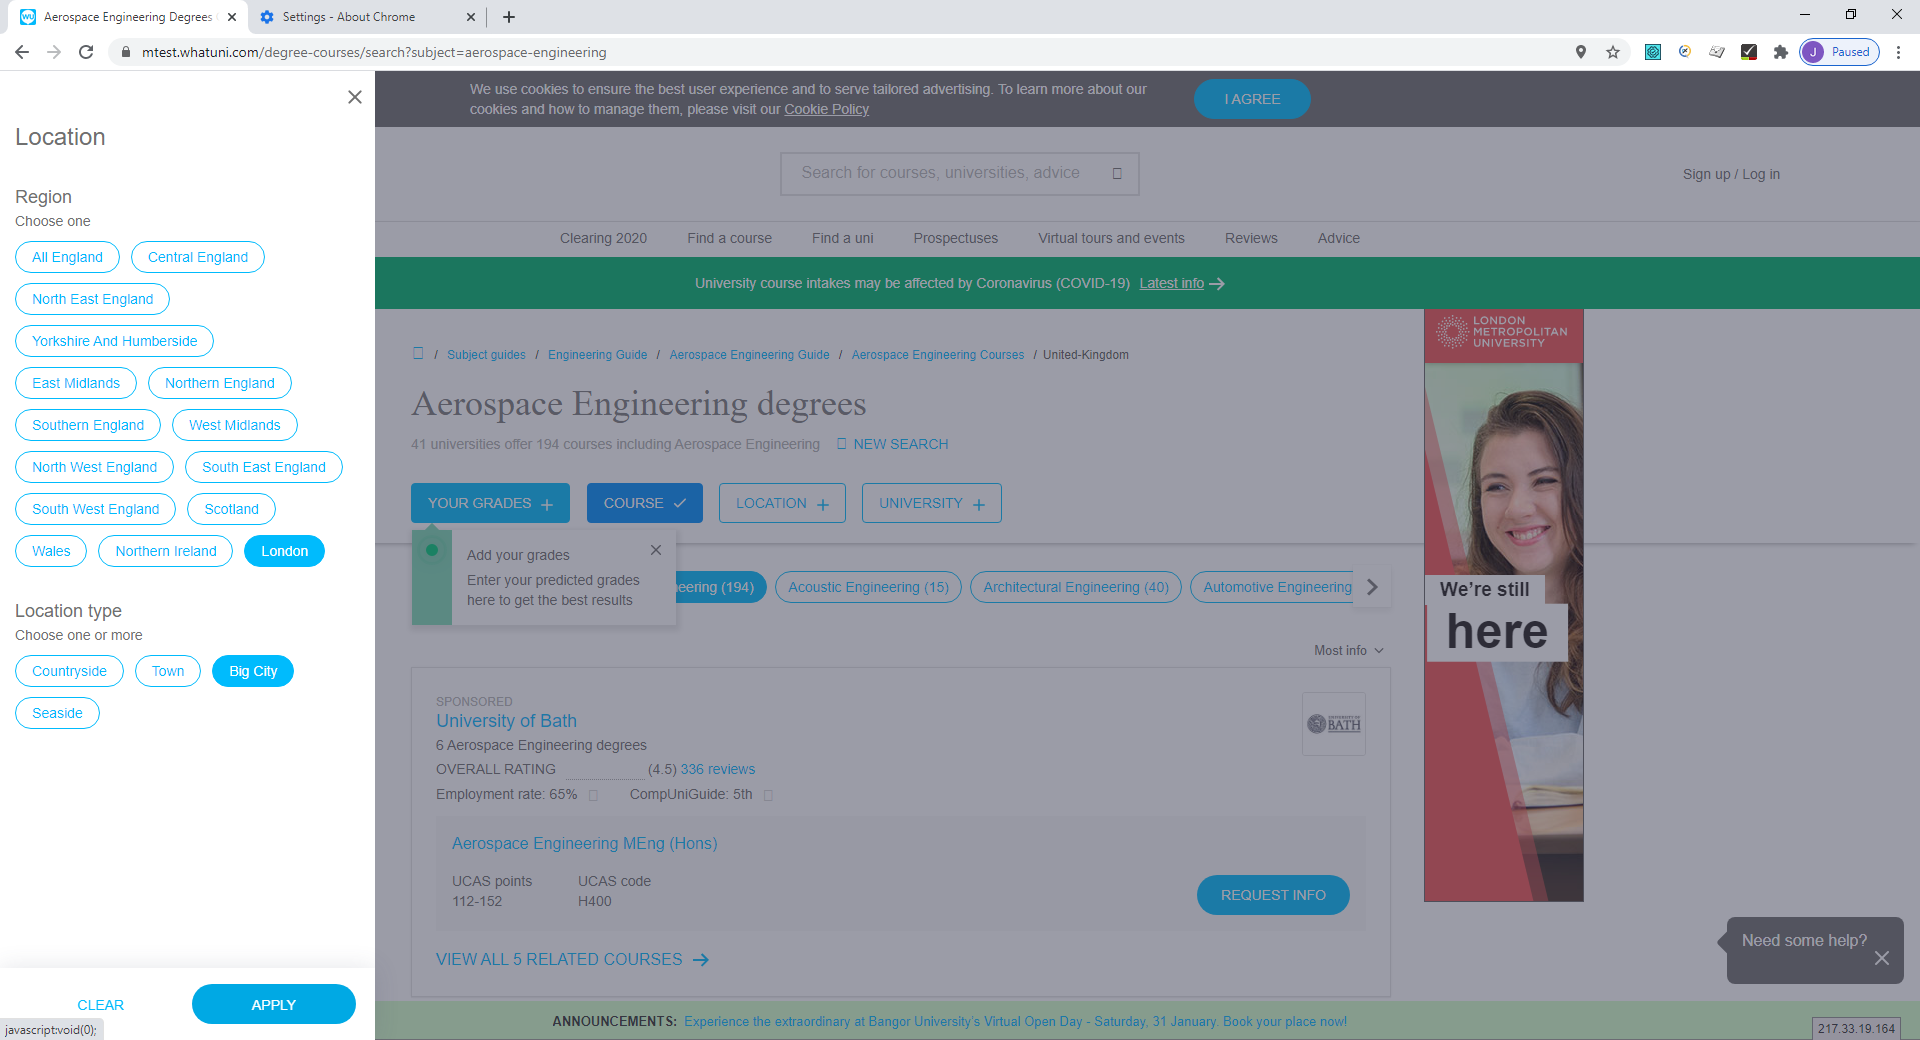 Aerospace Engineering Degrees
Settings - About Chrome
mtest.whatuni.com/degree-courses/search?subject=aerospace-engineering
J Paused
Location
Region
Choose one
All England
Central England
North East England
Yorkshire And Humberside
East Midlands
Northern England
Southern England
West Midlands
North West England
South East England
South West England
Scotland
Wales
Northern Ireland
London
Location type
Choose one or more
Countryside
Town
Big City
Seaside
CLEAR
APPLY
javascript:void(0);
We use cookies to ensure the best user experience and to serve tailored advertising. To learn more about our
cookies and how to manage them, please visit our Cookie Policy
I AGREE
Search for courses, universities, advice
Sign up / Log in
Clearing 2020
Find a course
Find a uni
Prospectuses
Virtual tours and events
Reviews
Advice
University course intakes may be affected by Coronavirus (COVID-19) Latest info
/ Subject guides / Engineering Guide / Aerospace Engineering Guide / Aerospace Engineering Courses / United-Kingdom
Aerospace Engineering degrees
41 universities offer 194 courses including Aerospace Engineering
NEW SEARCH
YOUR GRADES
COURSE
LOCATION
UNIVERSITY
Add your grades
Enter your predicted grades
here to get the best results
neering (194)
Acoustic Engineering (15)
Architectural Engineering (40)
Automotive Engineering
Most info
SPONSORED
University of Bath
6 Aerospace Engineering degrees
OVERALL RATING (4.5) 336 reviews
Employment rate: 65%
CompUniGuide: 5th
UNIVERSITY OF
BATH
Aerospace Engineering MEng (Hons)
UCAS points
112-152
UCAS code
H400
REQUEST INFO
VIEW ALL 5 RELATED COURSES
LONDON
METROPOLITAN
UNIVERSITY
We're still
here
Need some help?
ANNOUNCEMENTS: Experience the extraordinary at Bangor University's Virtual Open Day - Saturday, 31 January. Book your place now!
217.33.19.164